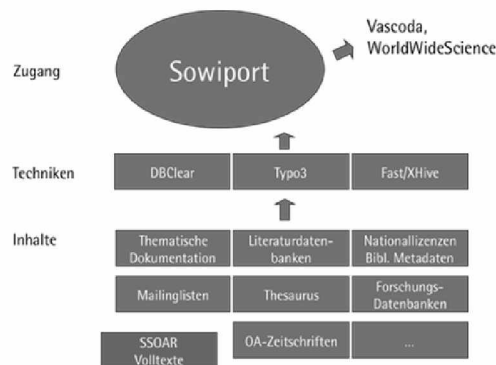 Vascoda,
WorldWideScience
Zugang
Sowiport
Techniken
DBClear
Typo3
Fast/XHive
Inhalte
Thematische
Dokumentation
Literaturdaten-
banken
Nationallizenzen
Bibl. Metadaten
Mailinglisten
Thesaurus
Forschungs-
Datenbanken
SSOAR
Volltexte
OA-Zeitschriften
...